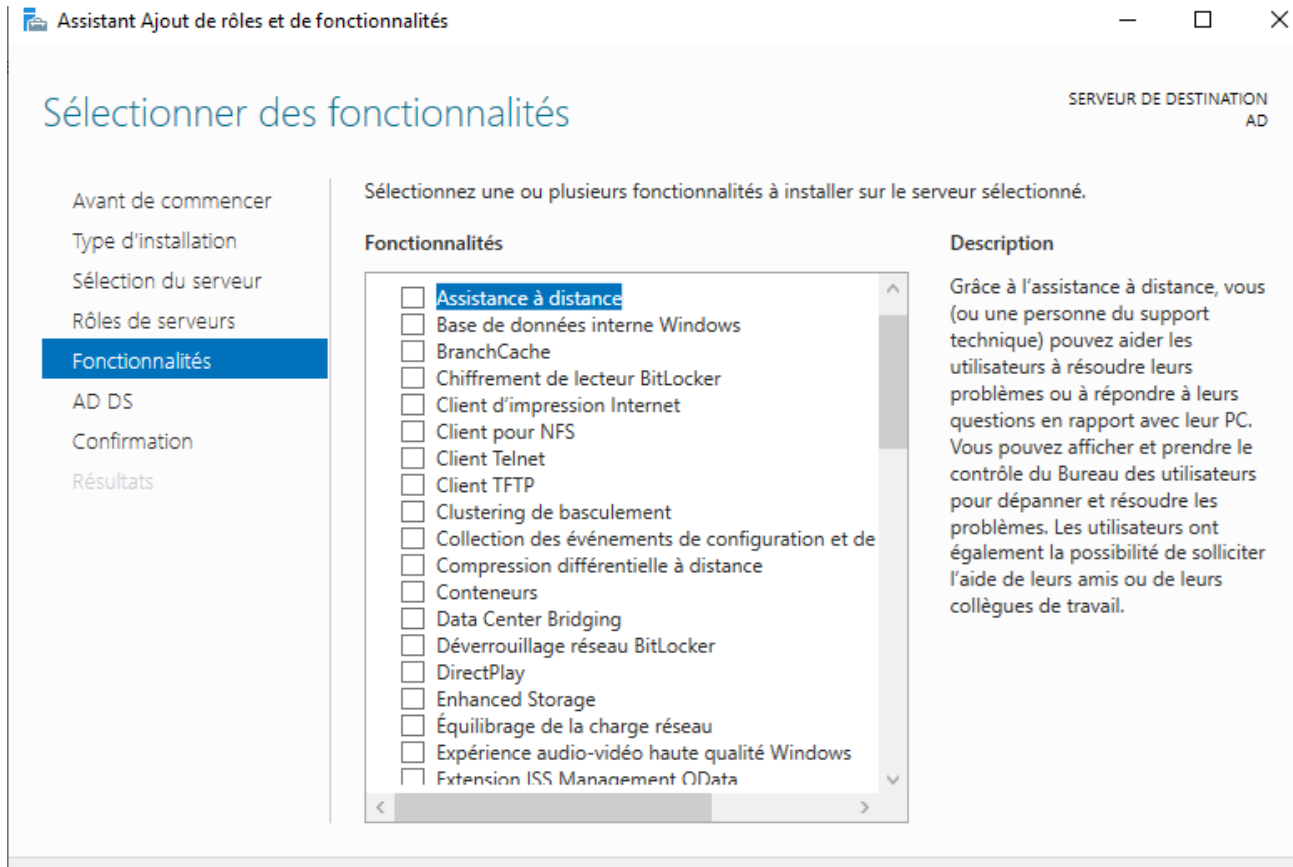 Assistant Ajout de rôles et de fonctionnalités
Sélectionner des fonctionnalités
SERVEUR DE DESTINATION
AD
Avant de commencer
Type d'installation
Sélection du serveur
Rôles de serveurs
Fonctionnalités
AD DS
Confirmation
Résultats
Sélectionnez une ou plusieurs fonctionnalités à installer sur le serveur sélectionné.
Fonctionnalités
Assistance à distance
Base de données interne Windows
BranchCache
Chiffrement de lecteur BitLocker
Client d'impression Internet
Client pour NFS
Client Telnet
Client TFTP
Clustering de basculement
Collection des événements de configuration et de
Compression différentielle à distance
Conteneurs
Data Center Bridging
Déverrouillage réseau BitLocker
DirectPlay
Enhanced Storage
Équilibrage de la charge réseau
Expérience audio-vidéo haute qualité Windows
Extension ISS Management OData
Description
Grâce à l'assistance à distance, vous
(ou une personne du support
technique) pouvez aider les
utilisateurs à résoudre leurs
problèmes ou à répondre à leurs
questions en rapport avec leur PC.
Vous pouvez afficher et prendre le
contrôle du Bureau des utilisateurs
pour dépanner et résoudre les
problèmes. Les utilisateurs ont
également la possibilité de solliciter
l'aide de leurs amis ou de leurs
collègues de travail.